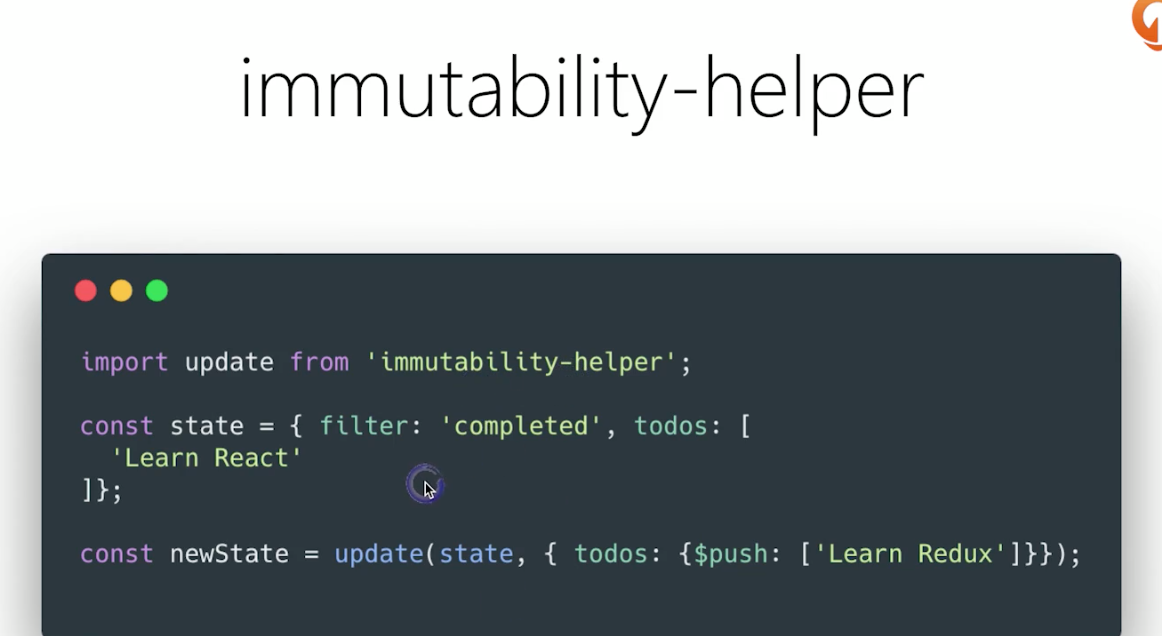 immutability-helper
import update from 'immutability-helper';
const state = { filter: 'completed', todos: [
'Learn React'
]};
const newState = update(state, { todos: {$push: ['Learn Redux']}});